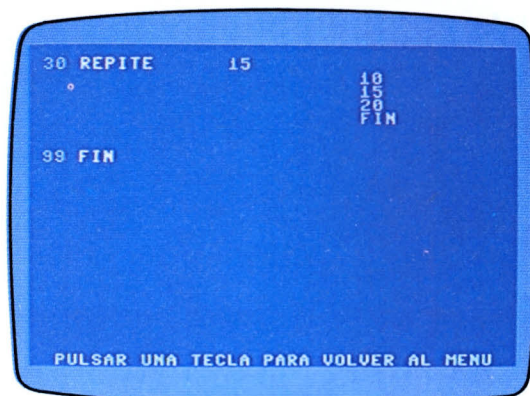 30 REPITE 15
10
15
20
FIN
99 FIN
PULSAR UNA TECLA PARA VOLVER AL MENU